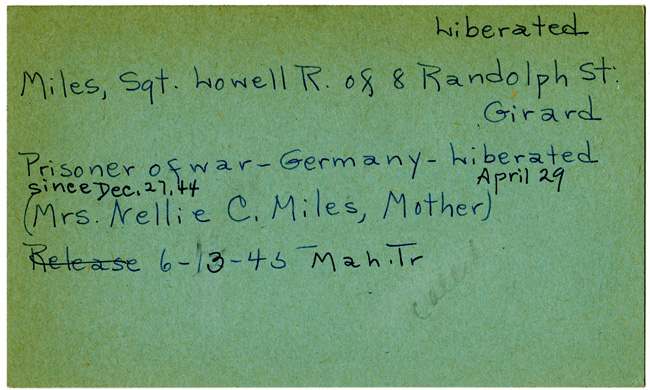 Liberated
Miles, Sgt. Lowell R. of 8 Randolph St.
Girard
Prisoner of war - Germany - Liberated
since Dec. 27, 44 April 29
(Mrs. Nellie C. Miles, Mother)
Release 6-13-45 Mah. Tr